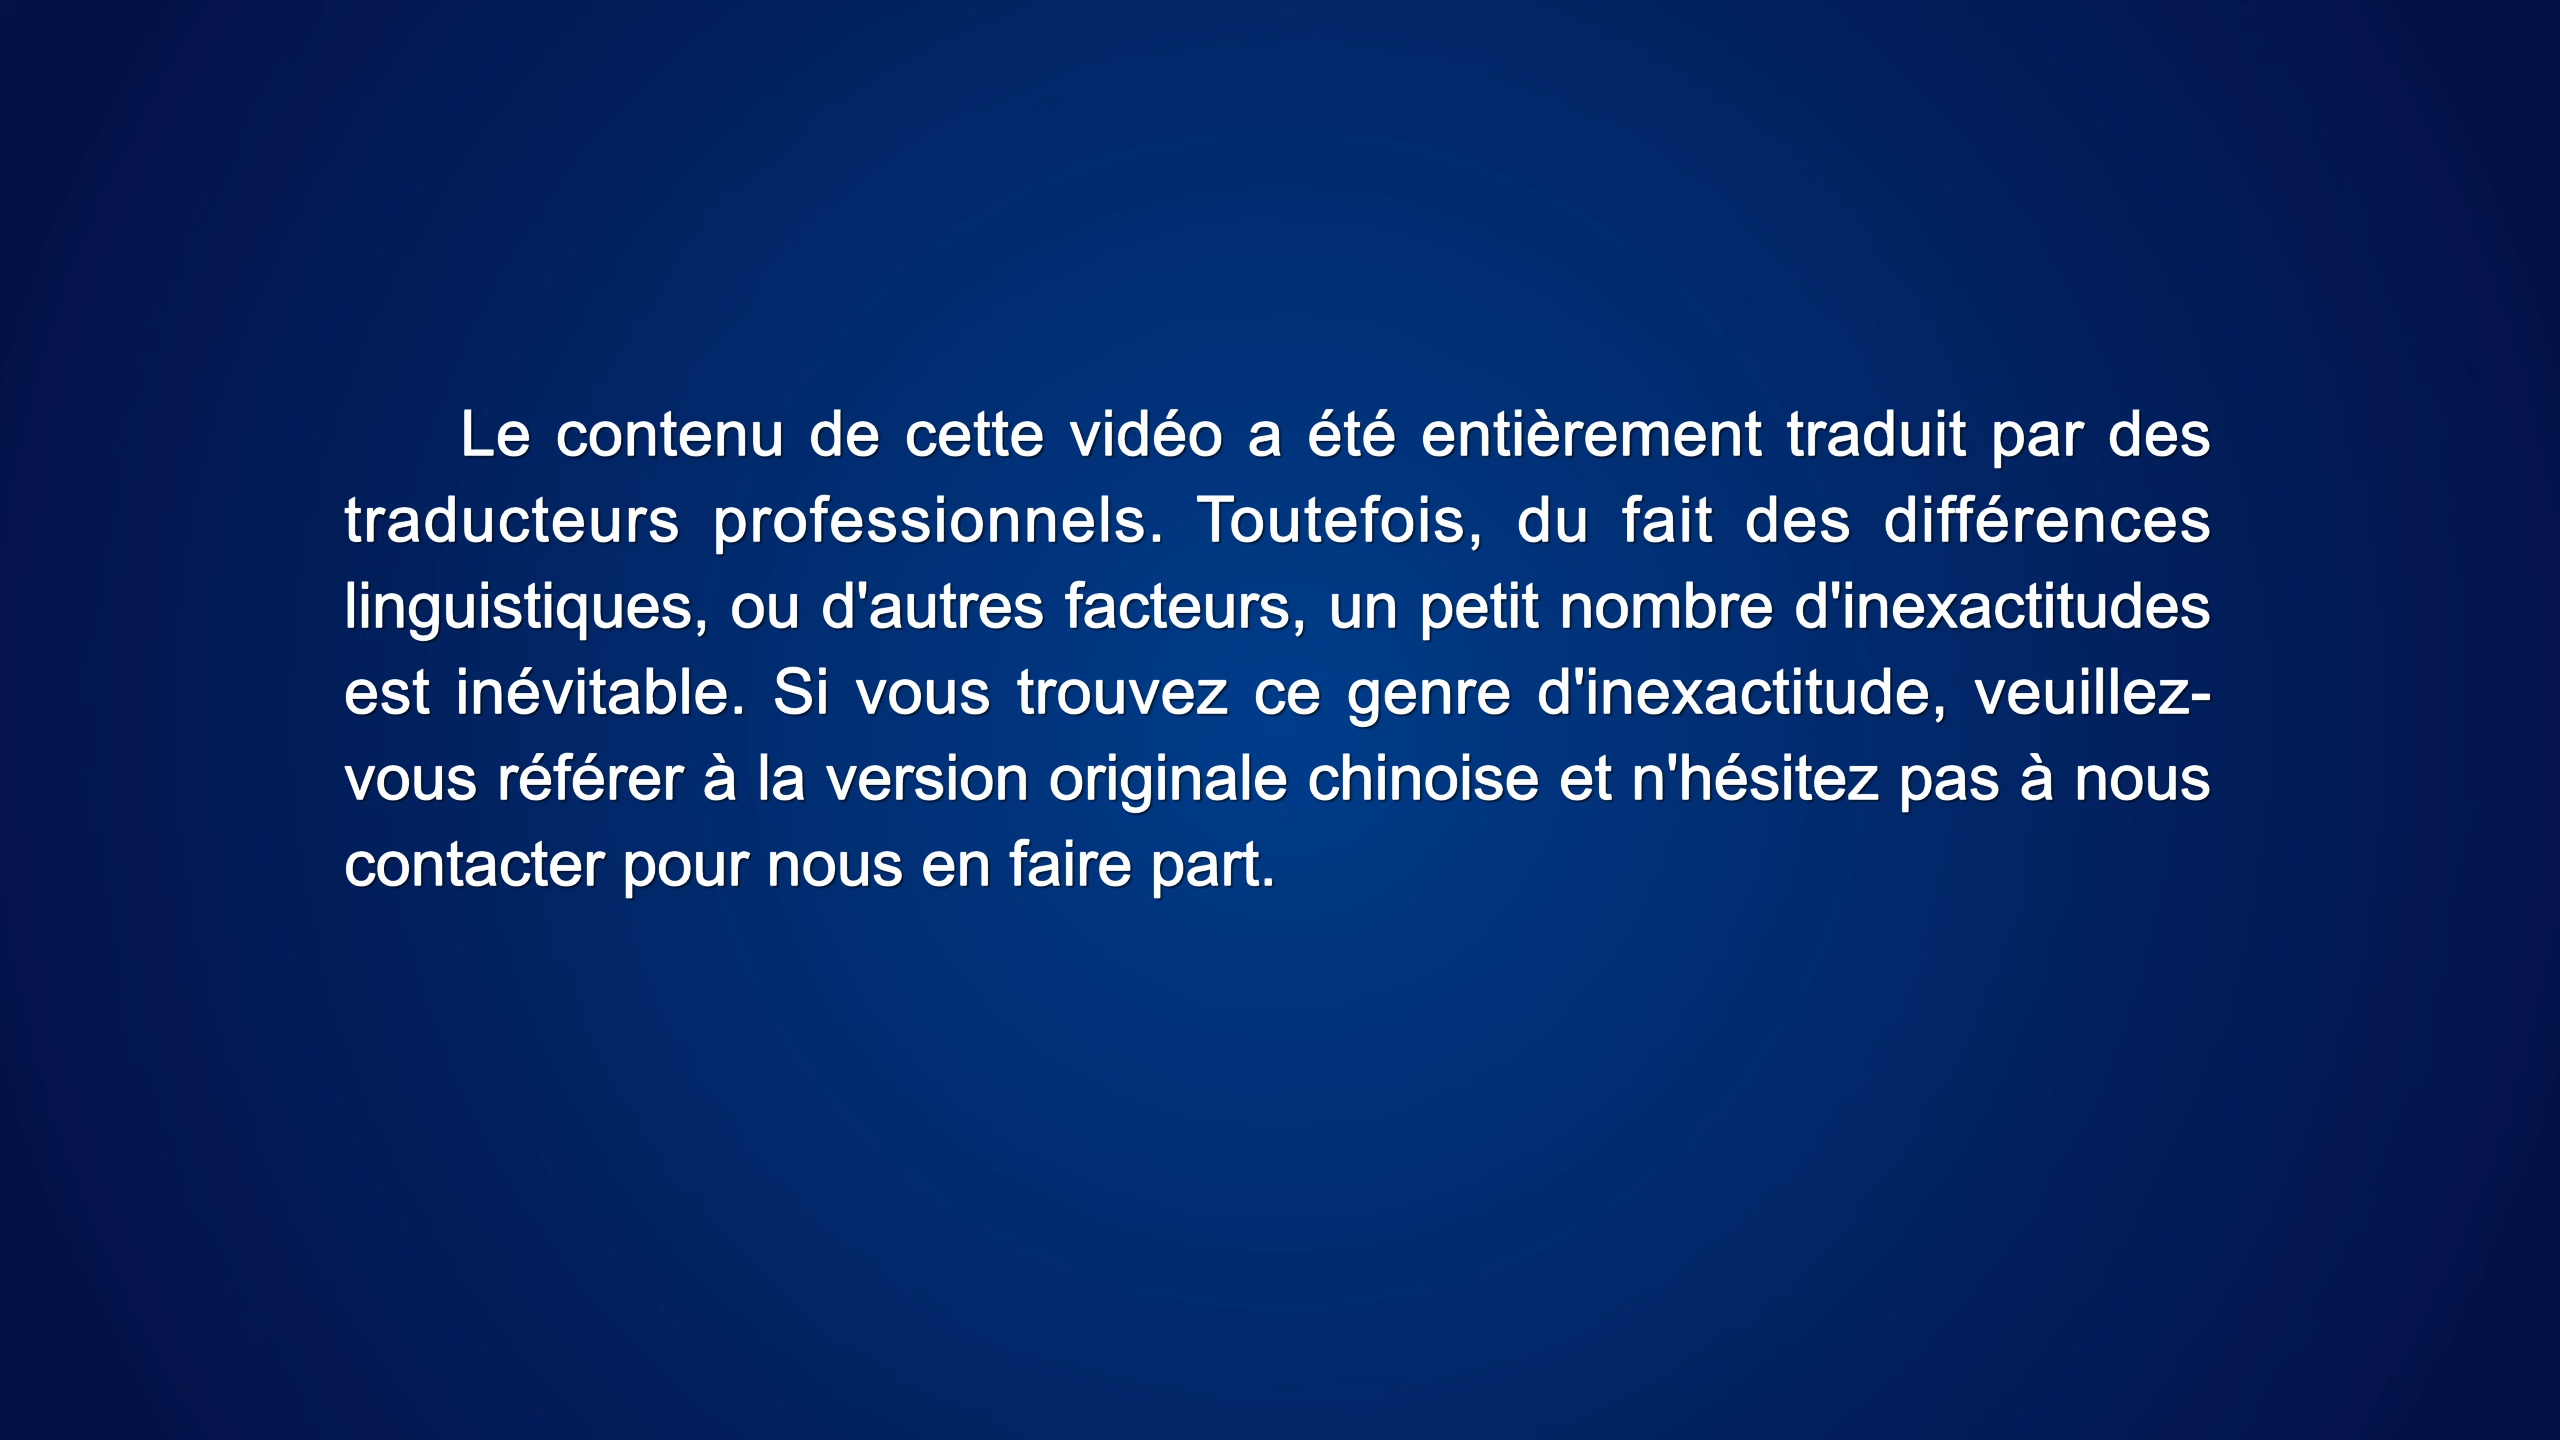 Le contenu de cette vidéo a été entièrement traduit par des
traducteurs professionnels. Toutefois, du fait des différences
linguistiques, ou d'autres facteurs, un petit nombre d'inexactitudes
est inévitable. Si vous trouvez ce genre d'inexactitude, veuillez-
vous référer à la version originale chinoise et n'hésitez pas à nous
contacter pour nous en faire part.